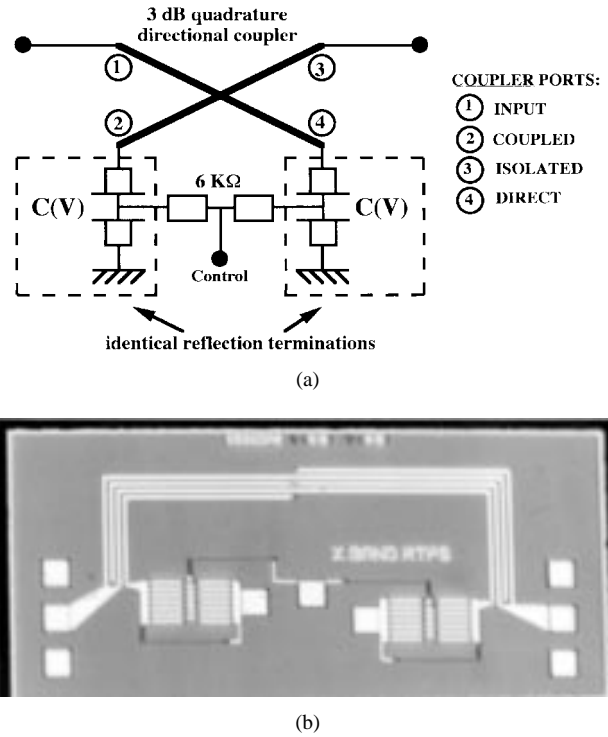 3 dB quadrature
directional coupler
1
3
2
4
COUPLER PORTS:
1 INPUT
2 COUPLED
3 ISOLATED
4 DIRECT
C(V)
6 KΩ
C(V)
Control
identical reflection terminations
(a)
X BAND RTPS
(b)